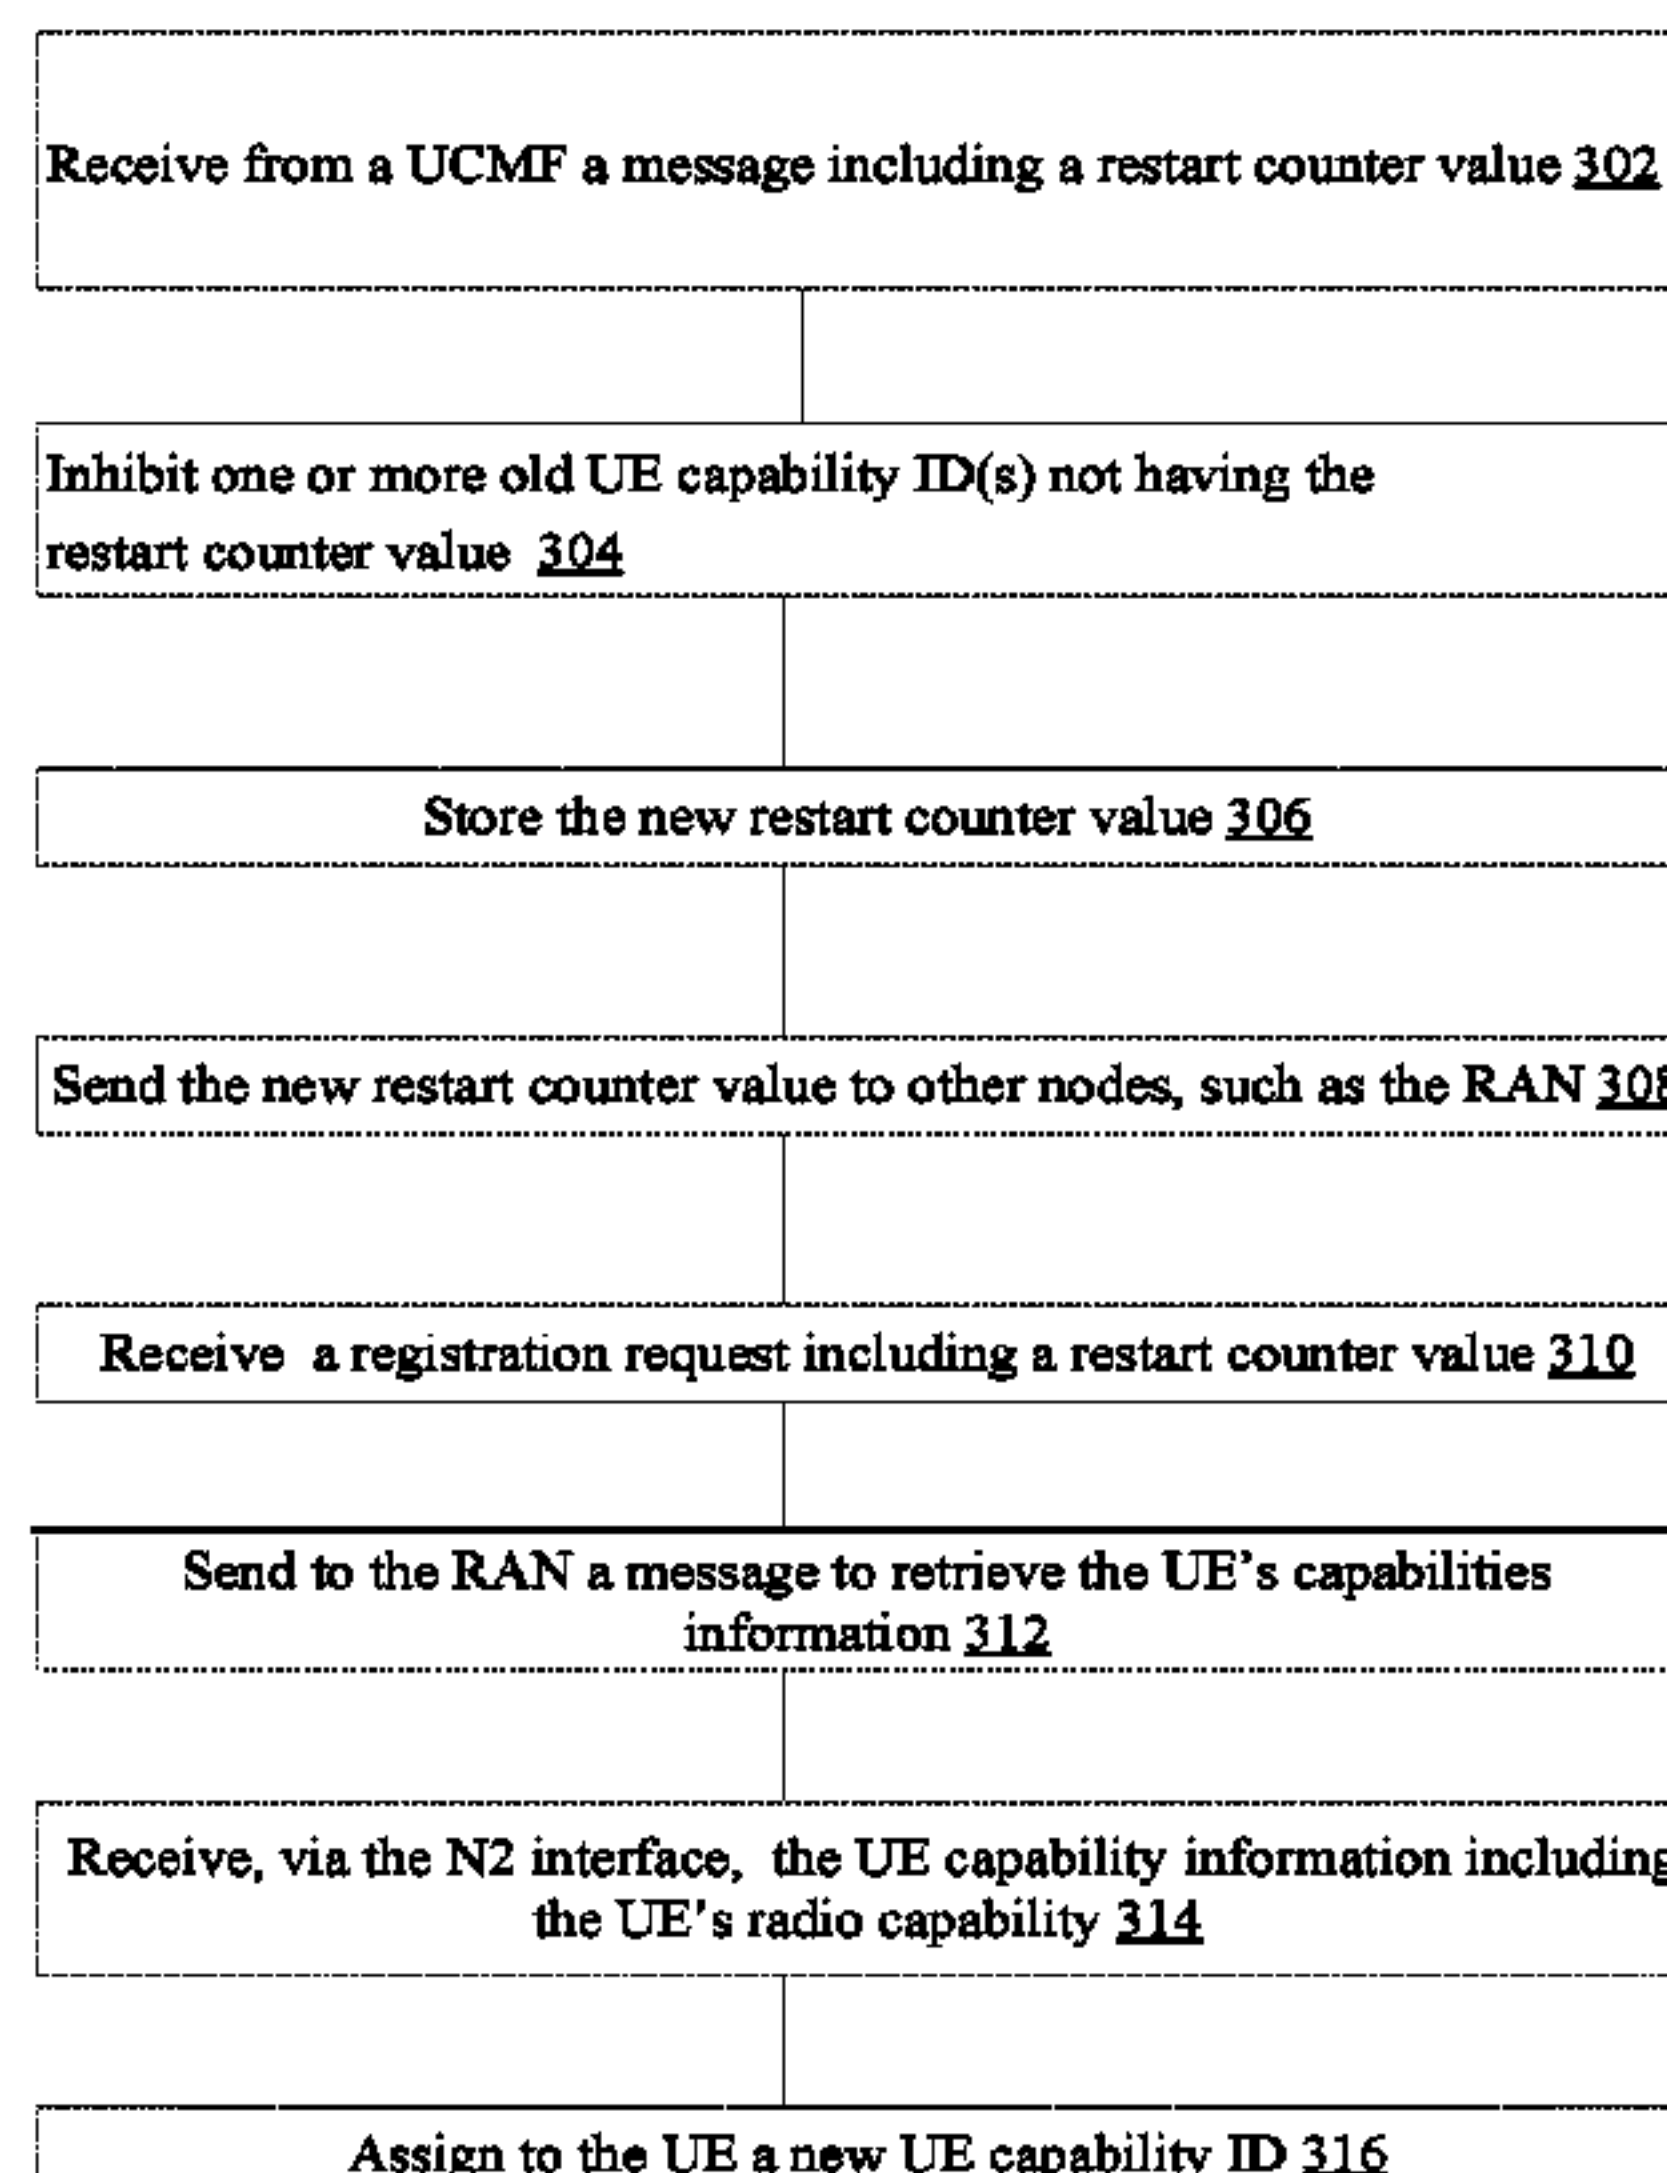 Receive from a UCMF a message including a restart counter value 302
Inhibit one or more old UE capability ID(s) not having the
restart counter value 304
Store the new restart counter value 306
Send the new restart counter value to other nodes, such as the RAN 308
Receive a registration request including a restart counter value 310
Send to the RAN a message to retrieve the UE’s capabilities
information 312
Receive, via the N2 interface, the UE capability information including
the UE's radio capability 314
Assign to the UE a new UE capability ID 316